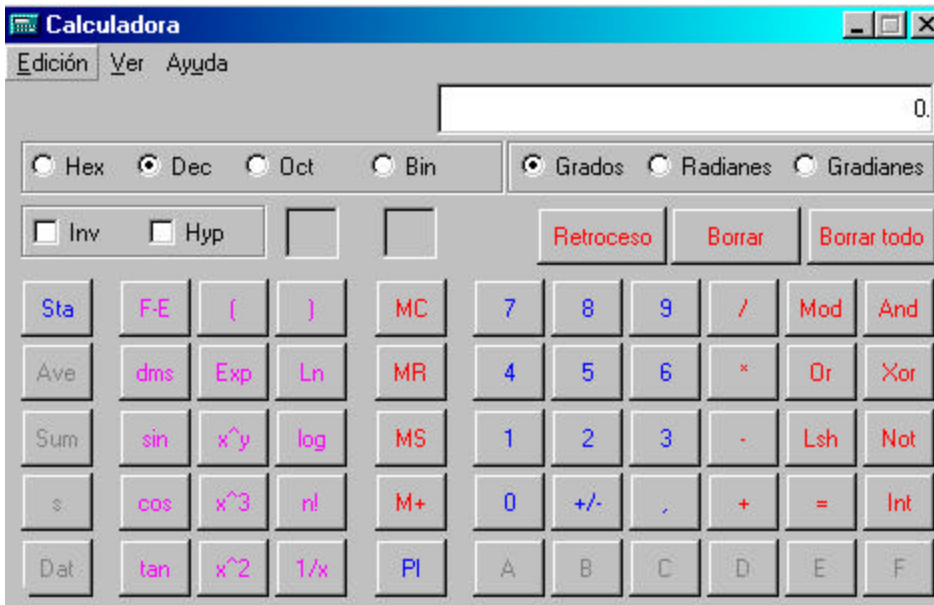 Calculadora
Edición Ver Ayuda
0.
Hex Dec Oct Bin Grados Radianes Gradianes
Inv Hyp Retroceso Borrar Borrar todo
Sta F-E ( ) MC 7 8 9 / Mod And
Ave dms Exp Ln MR 4 5 6 * Or Xor
Sum sin x^y log MS 1 2 3 - Lsh Not
s cos x^3 n! M+ 0 +/- , + = Int
Dat tan x^2 1/x PI A B C D E F